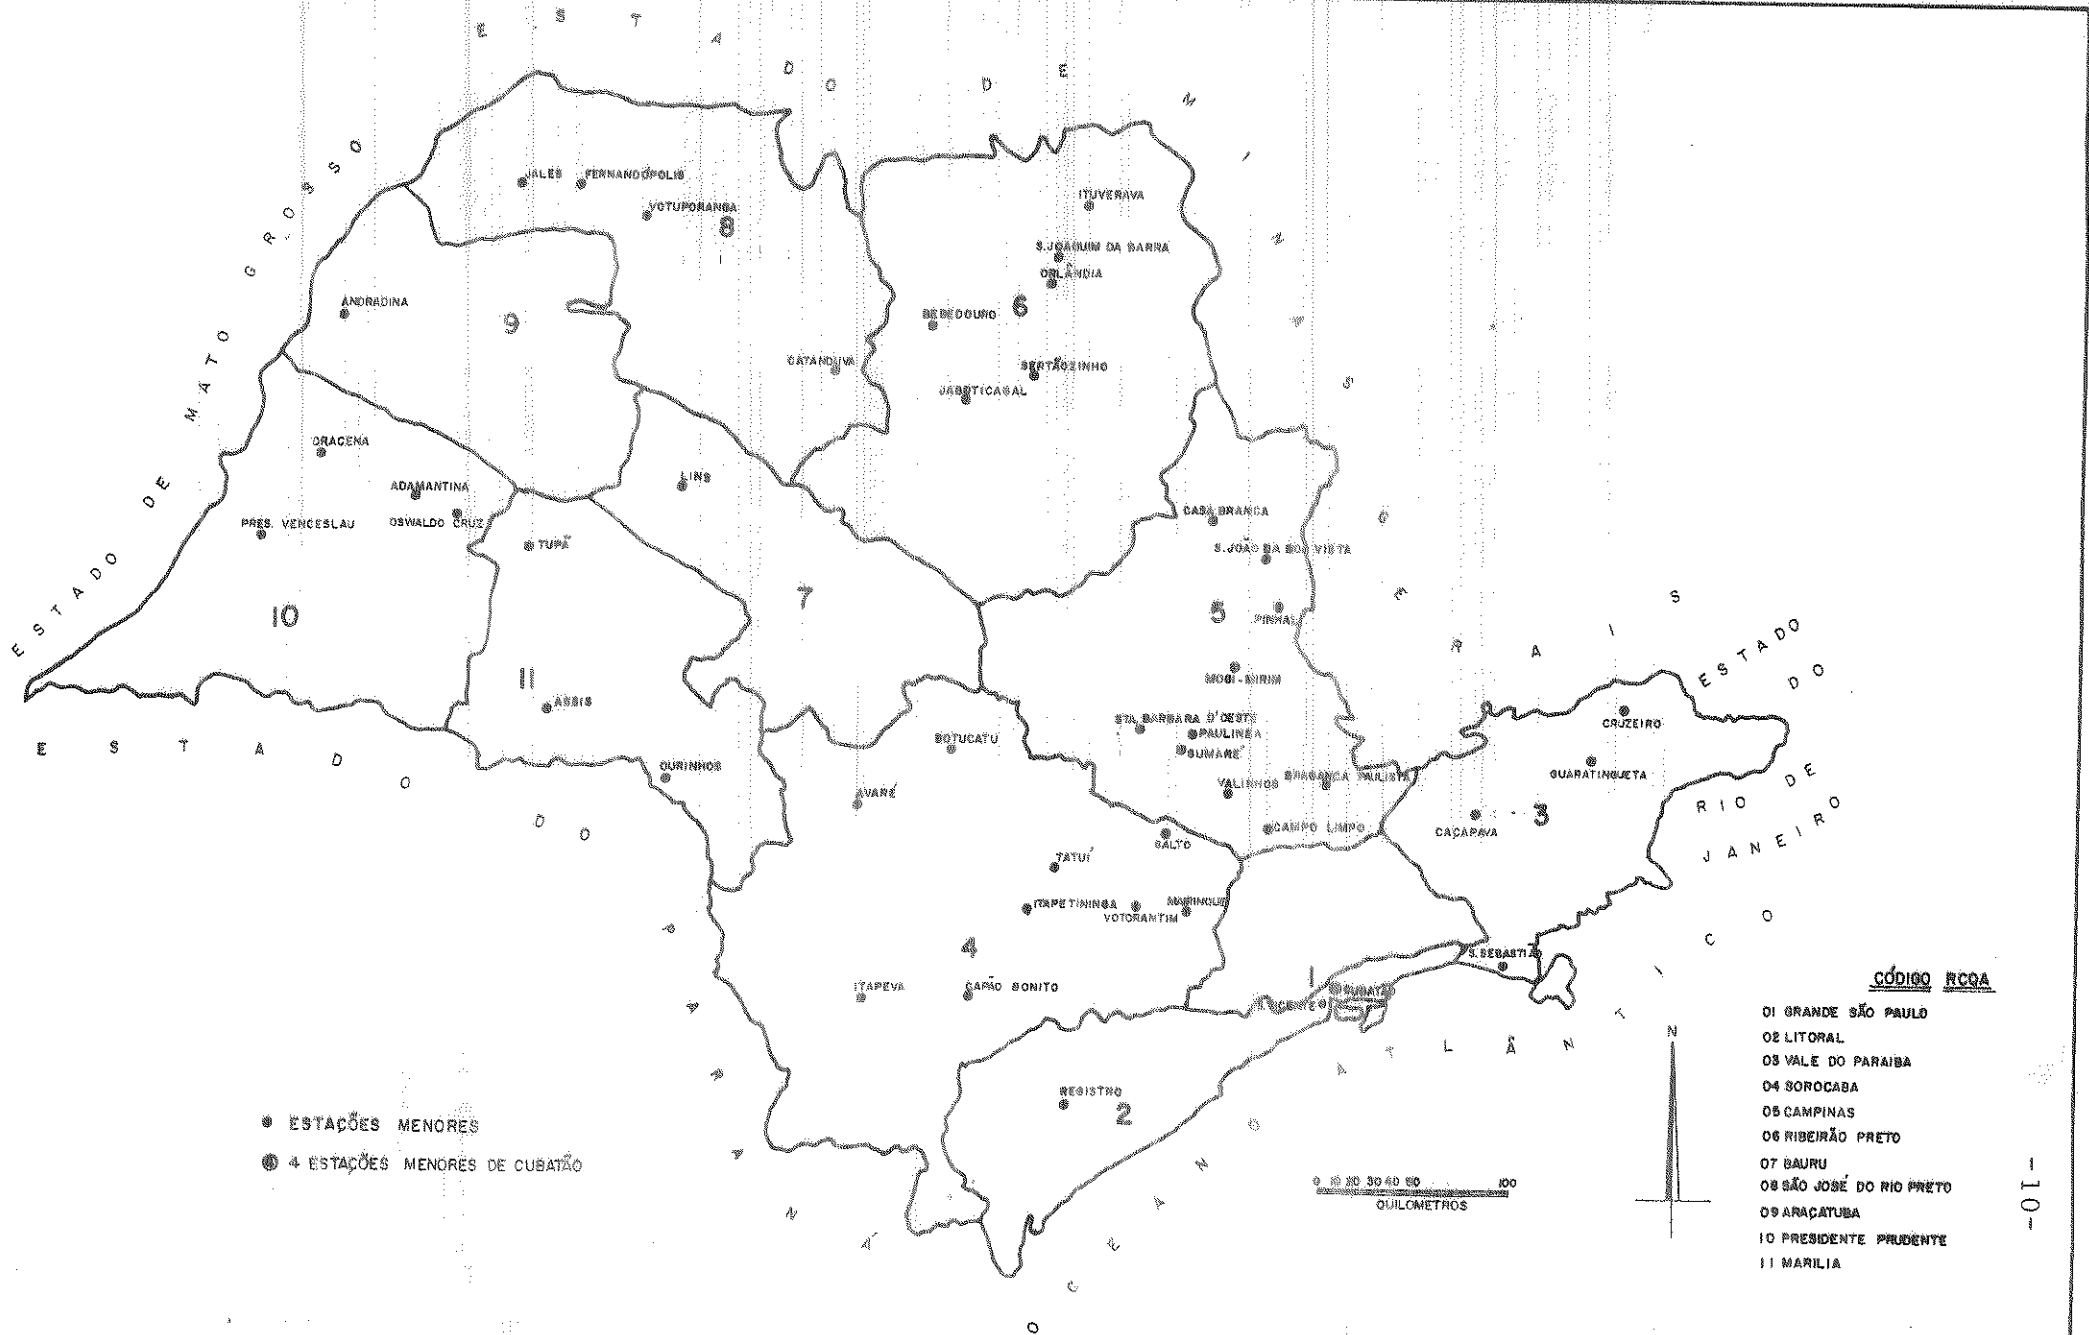 ESTADO DE MINAS GERAIS
ESTADO DE MATO GROSSO
ESTADO DO PARANÁ
ESTADO DO
RIO DE
JANEIRO
OCEANO ATLÂNTICO
JALES
FERNANDÓPOLIS
VOTUPORANGA
8
ITUVERAVA
S.JOAQUIM DA BARRA
ORLÂNDIA
6
BEBEDOURO
ANDRADINA
9
CATANDUVA
SERTÃOZINHO
JABOTICABAL
DRACENA
ADAMANTINA
OSWALDO CRUZ
PRES. VENCESLAU
LINS
TUPÃ
CASA BRANCA
S.JOÃO DA BOA VISTA
10
7
5
PINHAL
11
ASSIS
MOGI-MIRIM
STA. BARBARA D'OESTE
PAULINEA
SUMARÉ
BOTUCATU
OURINHOS
AVARÉ
VALINHOS
BRAGANÇA PAULISTA
CAMPO LIMPO
SALTO
CRUZEIRO
GUARATINGUETA
3
CAÇAPAVA
TATUÍ
ITAPETININGA
VOTORANTIM
MAIRINQUE
4
ITAPEVA
CAPÃO BONITO
1
S.SEBASTIÃO
CUBATÃO
S.VICENTE
REGISTRO
2
ESTAÇÕES MENORES
4 ESTAÇÕES MENORES DE CUBATÃO
N
0 10 20 30 40 50 100
QUILOMETROS
CÓDIGO RCQA
01 GRANDE SÃO PAULO
02 LITORAL
03 VALE DO PARAIBA
04 SOROCABA
05 CAMPINAS
06 RIBEIRÃO PRETO
07 BAURU
08 SÃO JOSÉ DO RIO PRETO
09 ARAÇATUBA
10 PRESIDENTE PRUDENTE
11 MARILIA
-10-